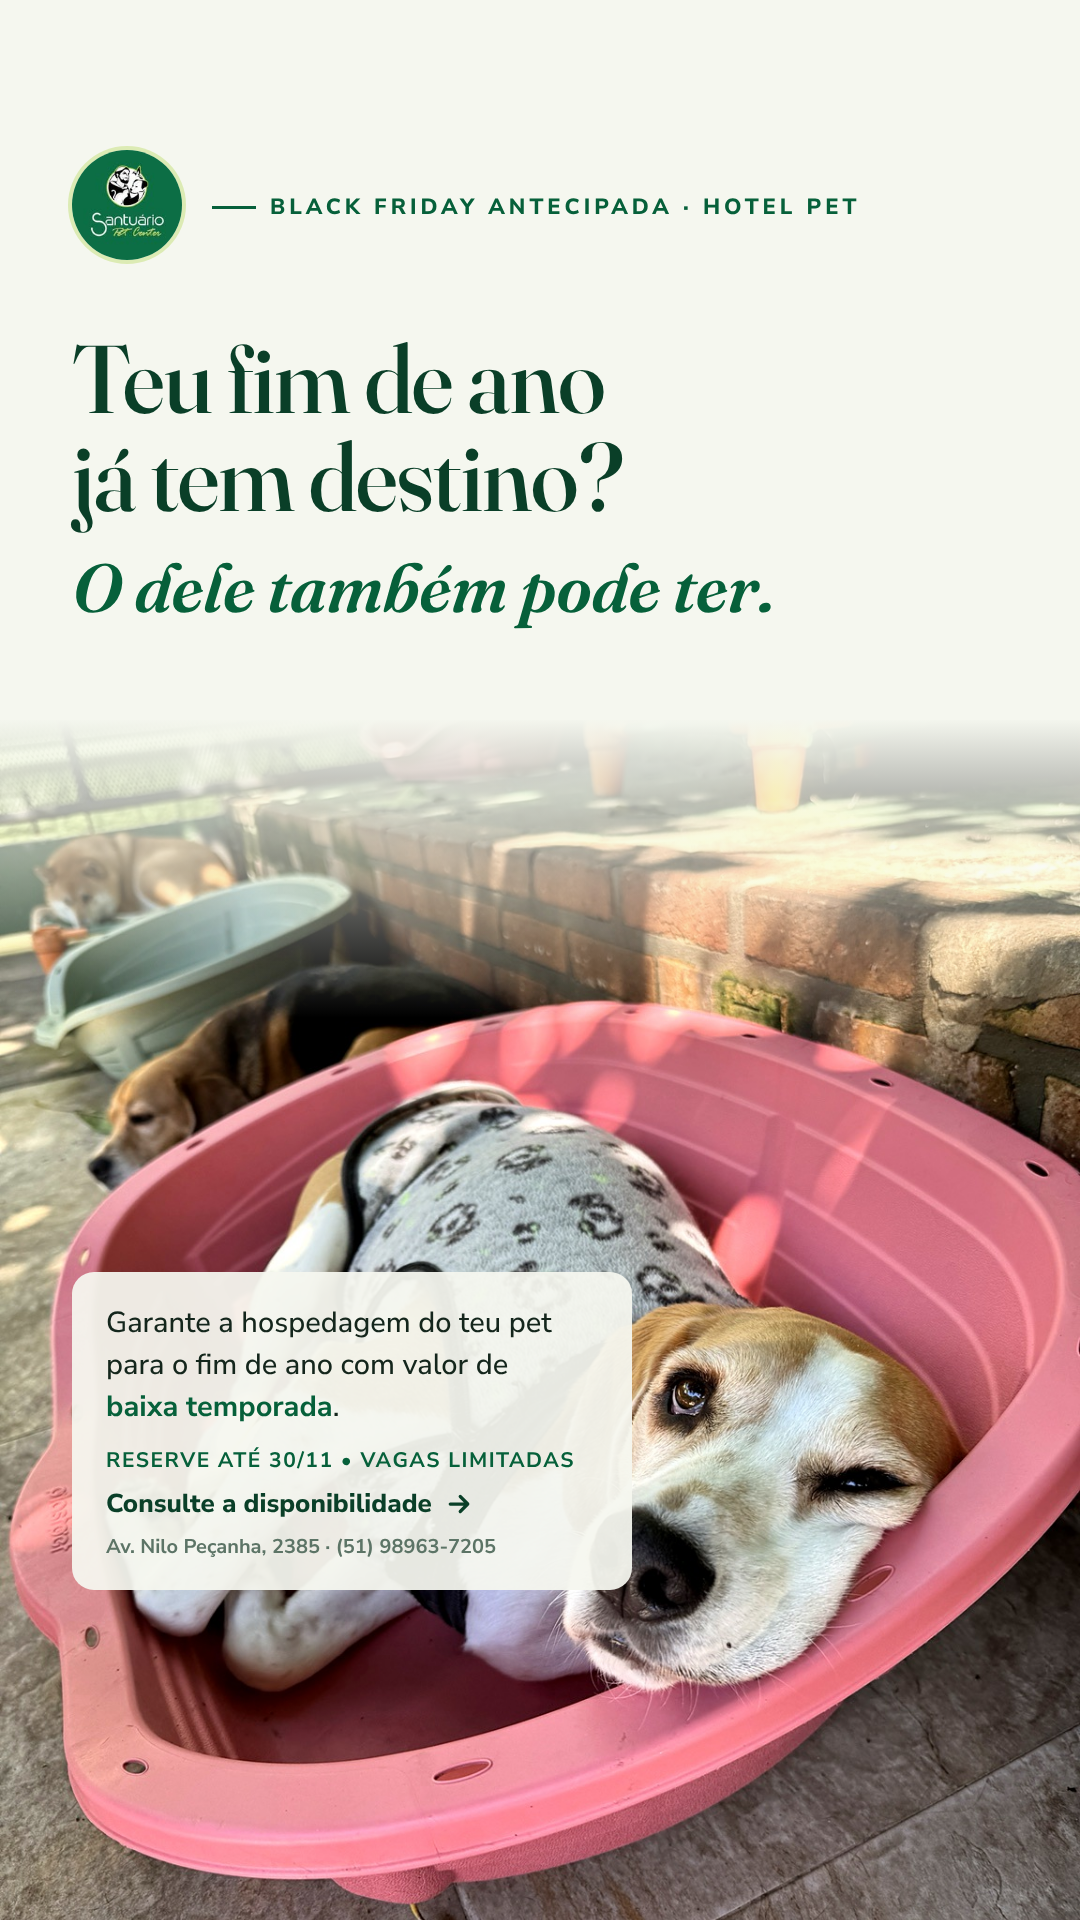 Santuário
Pet Center
BLACK FRIDAY ANTECIPADA · HOTEL PET
Teu fim de ano
já tem destino?
O dele também pode ter.
Garante a hospedagem do teu pet
para o fim de ano com valor de
baixa temporada.
RESERVE ATÉ 30/11 • VAGAS LIMITADAS
Consulte a disponibilidade →
Av. Nilo Peçanha, 2385 · (51) 98963-7205